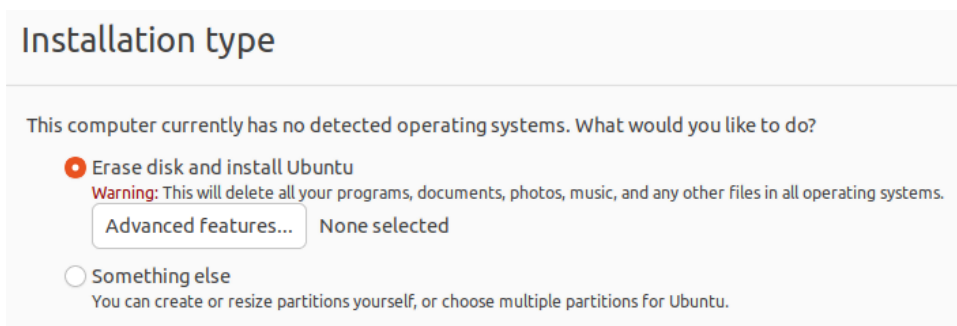 Installation type
This computer currently has no detected operating systems. What would you like to do?
Erase disk and install Ubuntu
Warning: This will delete all your programs, documents, photos, music, and any other files in all operating systems.
Advanced features... None selected
Something else
You can create or resize partitions yourself, or choose multiple partitions for Ubuntu.